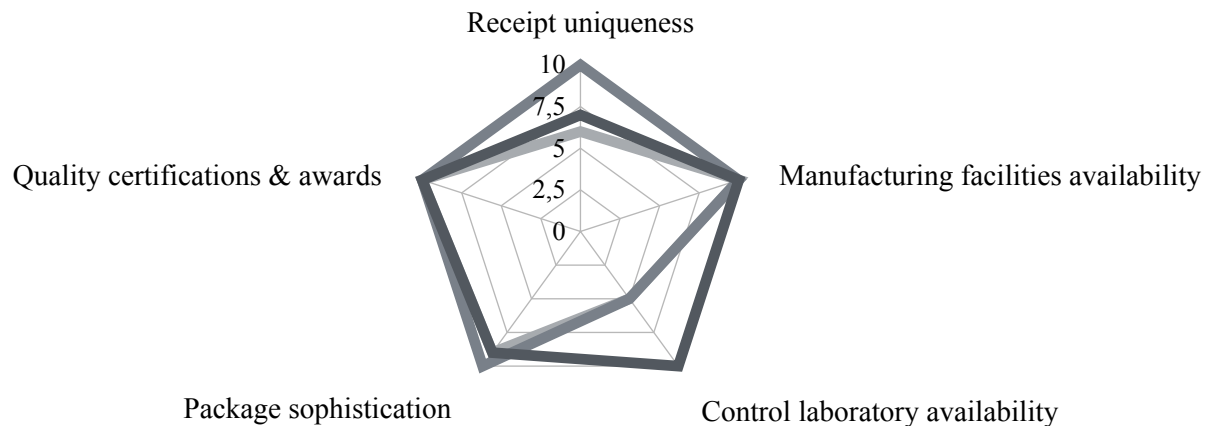 Receipt uniqueness
10
7,5
5
2,5
0
Quality certifications & awards
Manufacturing facilities availability
Package sophistication
Control laboratory availability